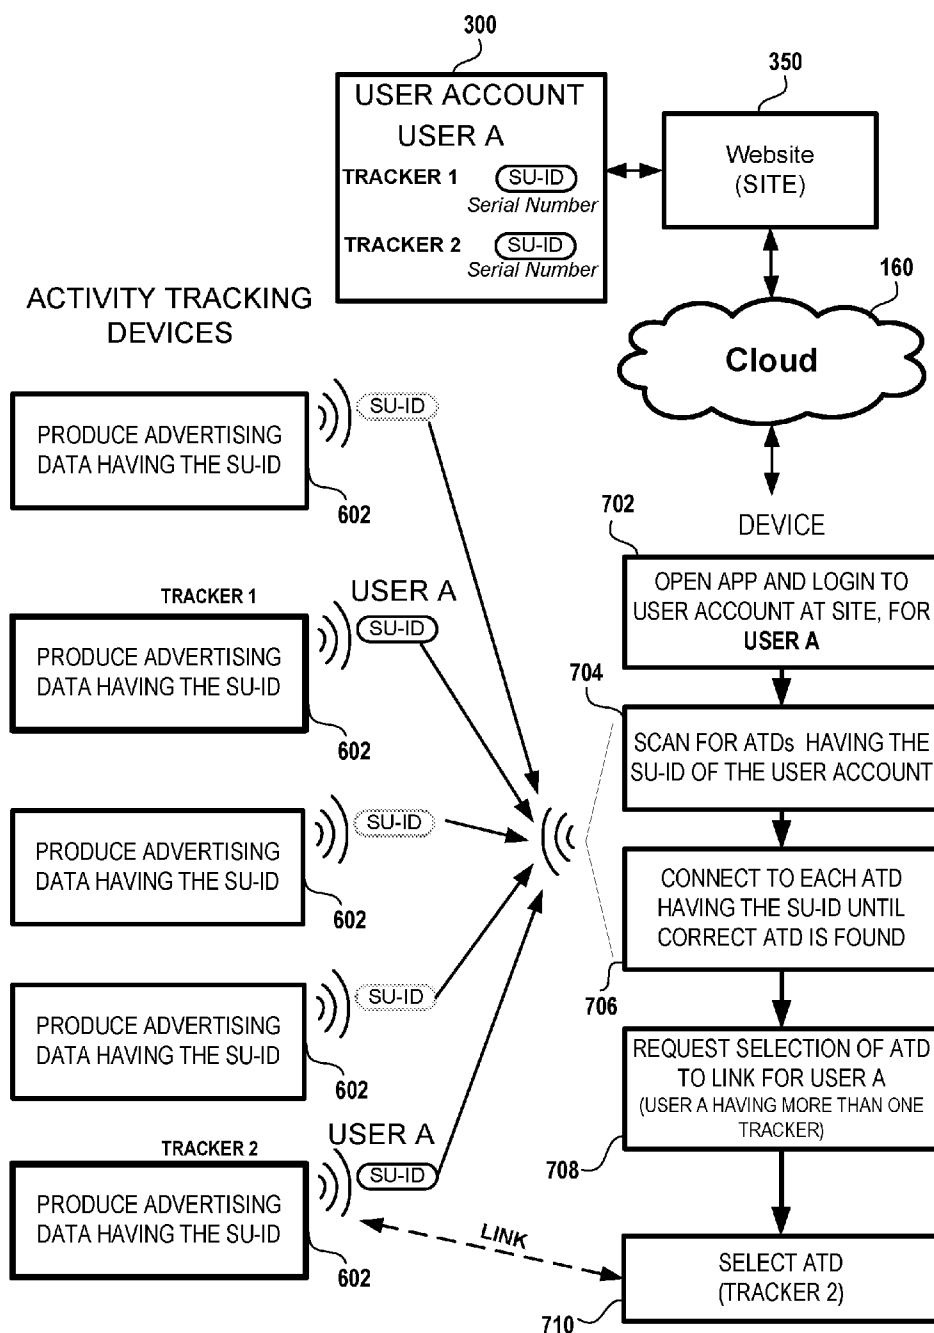 300
USER ACCOUNT
USER A
TRACKER 1
SU-ID
Serial Number
TRACKER 2
SU-ID
Serial Number
350
Website
(SITE)
160
Cloud
ACTIVITY TRACKING
DEVICES
PRODUCE ADVERTISING
DATA HAVING THE SU-ID
602
SU-ID
TRACKER 1
USER A
PRODUCE ADVERTISING
DATA HAVING THE SU-ID
602
SU-ID
PRODUCE ADVERTISING
DATA HAVING THE SU-ID
602
SU-ID
PRODUCE ADVERTISING
DATA HAVING THE SU-ID
602
SU-ID
TRACKER 2
USER A
PRODUCE ADVERTISING
DATA HAVING THE SU-ID
602
SU-ID
LINK
DEVICE
702
OPEN APP AND LOGIN TO
USER ACCOUNT AT SITE, FOR
USER A
704
SCAN FOR ATDs HAVING THE
SU-ID OF THE USER ACCOUNT
CONNECT TO EACH ATD
HAVING THE SU-ID UNTIL
CORRECT ATD IS FOUND
706
REQUEST SELECTION OF ATD
TO LINK FOR USER A
(USER A HAVING MORE THAN ONE
TRACKER)
708
SELECT ATD
(TRACKER 2)
710